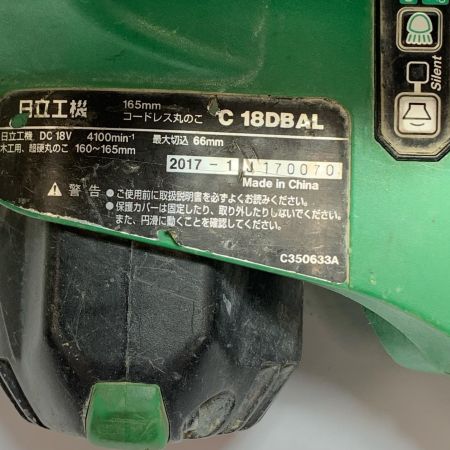 Silent
日立工機 165mm コードレス丸のこ C 18DBAL
日立工機 DC 18V 4100min⁻¹ 最大切込 66mm
木工用、超硬丸のこ 160~165mm
2017 - 1 170070
Made in China
警告
●ご使用前に取扱説明書を必ずよくお読みください。
●保護カバーは固定したり、取り外したりしないでください。
また、円滑に動くことを確認してください。
C350633A